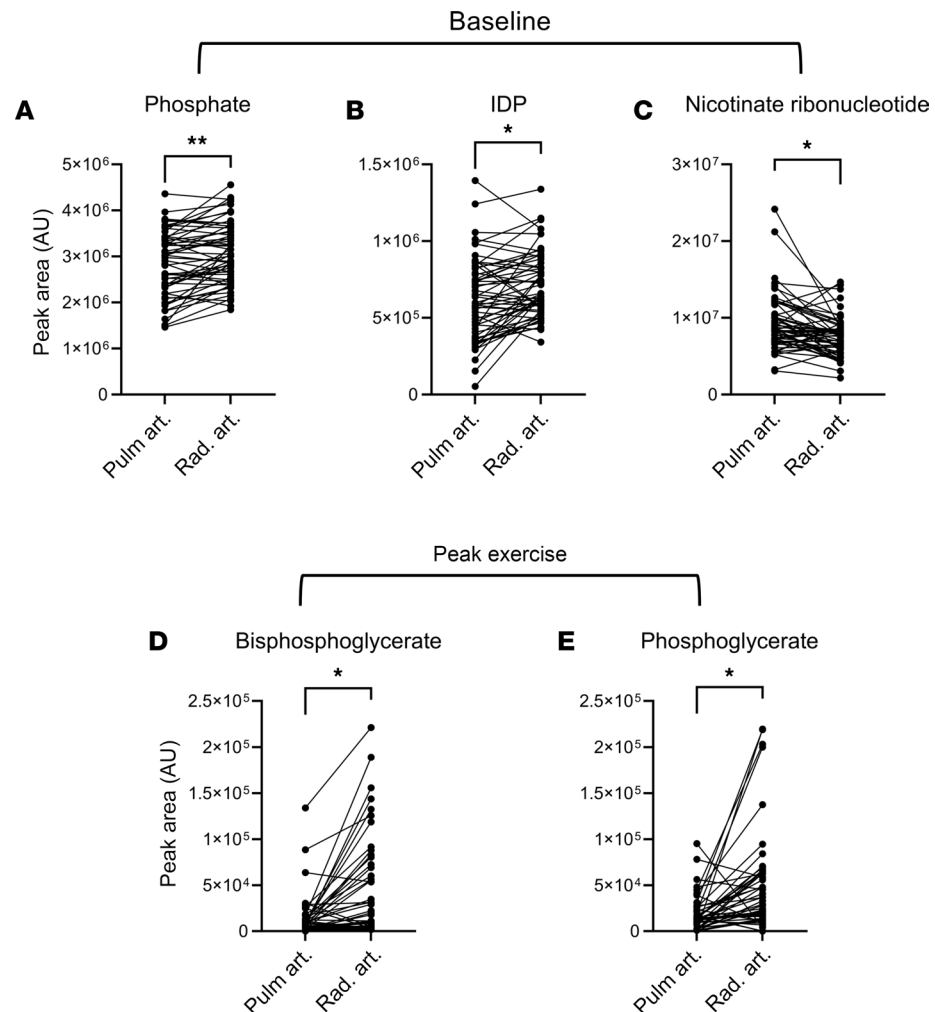 Baseline
A Phosphate
B IDP
C Nicotinate ribonucleotide
** * *
5×10⁶ 1.5×10⁶ 3×10⁷
4×10⁶
3×10⁶ 1×10⁶ 2×10⁷
2×10⁶ 5×10⁵ 1×10⁷
1×10⁶
0 0 0
Peak area (AU)
Pulm art. Rad. art. Pulm art. Rad. art. Pulm art. Rad. art.
Peak exercise
D Bisphosphoglycerate
E Phosphoglycerate
* *
2.5×10⁵ 2.5×10⁵
2×10⁵ 2×10⁵
1.5×10⁵ 1.5×10⁵
1×10⁵ 1×10⁵
5×10⁴ 5×10⁴
0 0
Peak area (AU)
Pulm art. Rad. art. Pulm art. Rad. art.